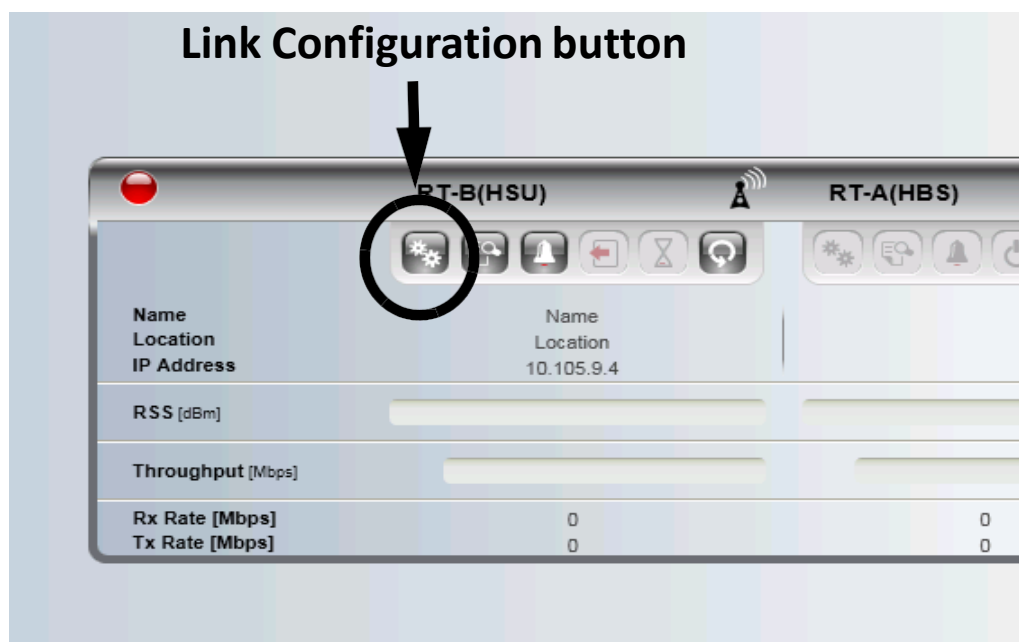 Link Configuration button
RT-B(HSU)
RT-A(HBS)
Name
Name
Location
Location
IP Address
10.105.9.4
RSS [dBm]
Throughput [Mbps]
Rx Rate [Mbps]
0
0
Tx Rate [Mbps]
0
0